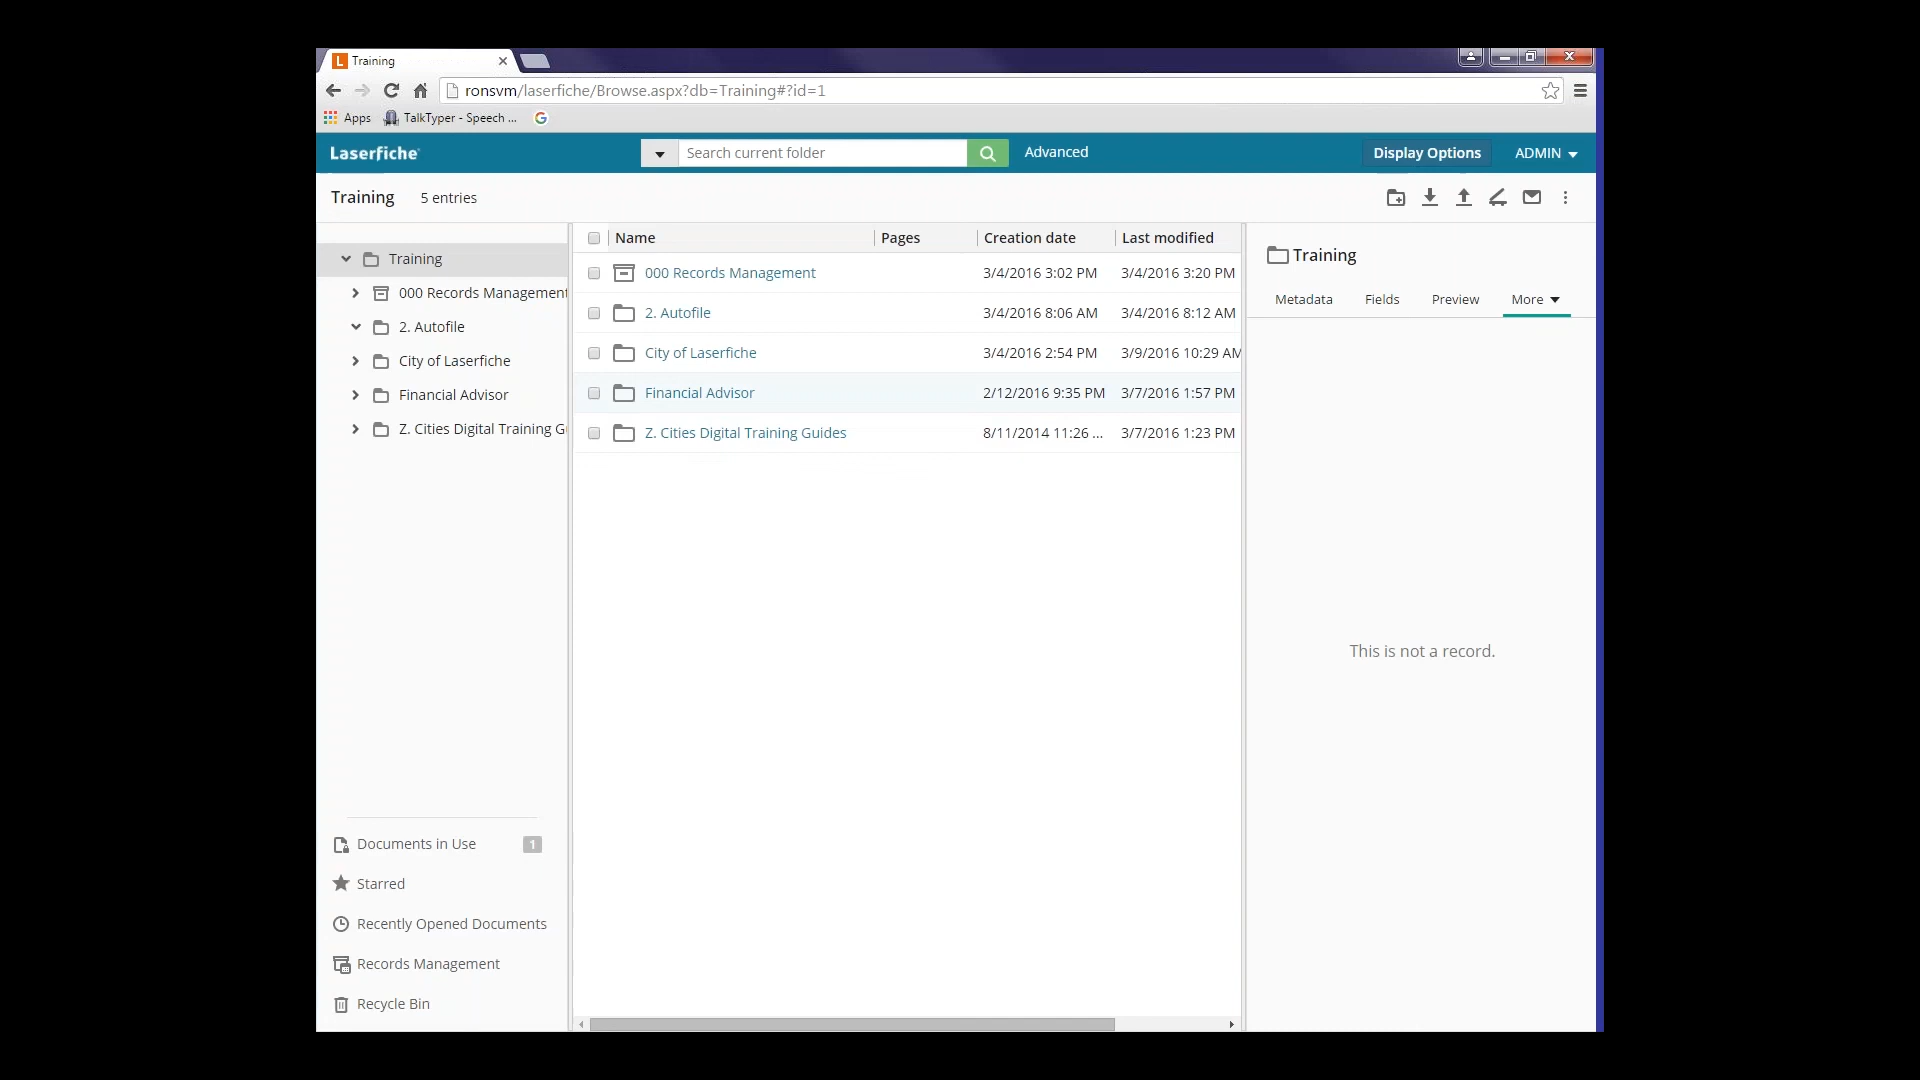 Training
ronsvm/laserfiche/Browse.aspx?db=Training#?id=1
Apps TalkTyper - Speech ...
Laserfiche Search current folder Advanced Display Options ADMIN
Training 5 entries
Training
000 Records Management
2. Autofile
City of Laserfiche
Financial Advisor
Z. Cities Digital Training G
Documents in Use 1
Starred
Recently Opened Documents
Records Management
Recycle Bin
Name Pages Creation date Last modified
000 Records Management 3/4/2016 3:02 PM 3/4/2016 3:20 PM
2. Autofile 3/4/2016 8:06 AM 3/4/2016 8:12 AM
City of Laserfiche 3/4/2016 2:54 PM 3/9/2016 10:29 AM
Financial Advisor 2/12/2016 9:35 PM 3/7/2016 1:57 PM
Z. Cities Digital Training Guides 8/11/2014 11:26 ... 3/7/2016 1:23 PM
Training
Metadata Fields Preview More
This is not a record.